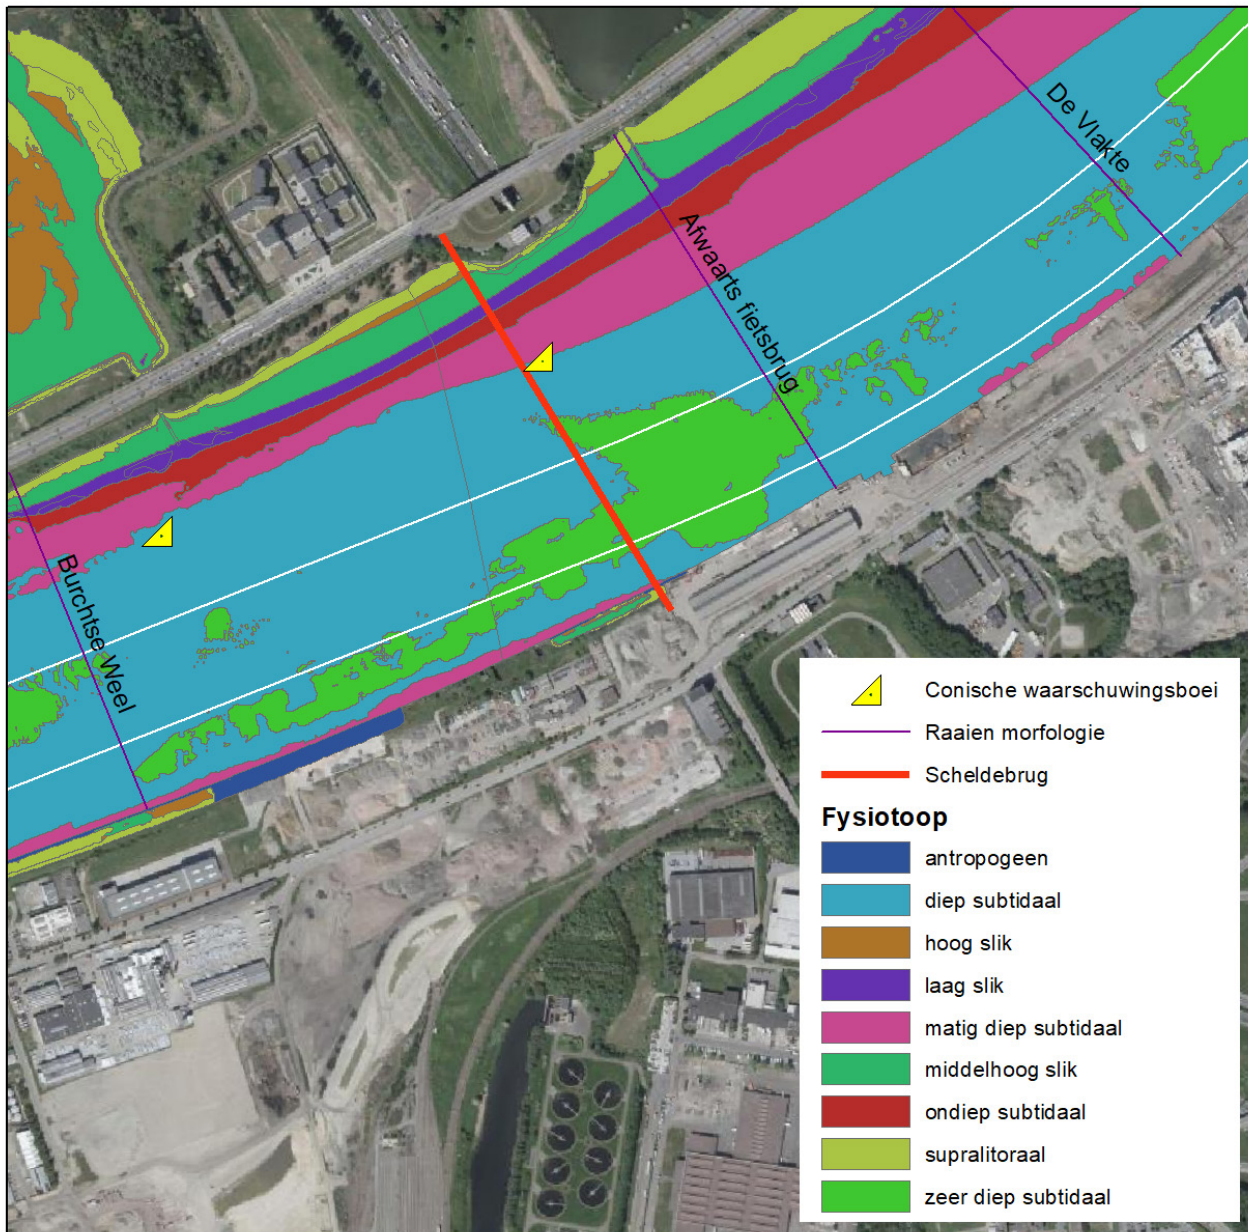 De Vlakte
Afwaarts fietsbrug
Burchtse Weel
Conische waarschuwingsboei
Raaien morfologie
Scheldebrug
Fysiotoop
antropogeen
diep subtidaal
hoog slik
laag slik
matig diep subtidaal
middelhoog slik
ondiep subtidaal
supralitoraal
zeer diep subtidaal